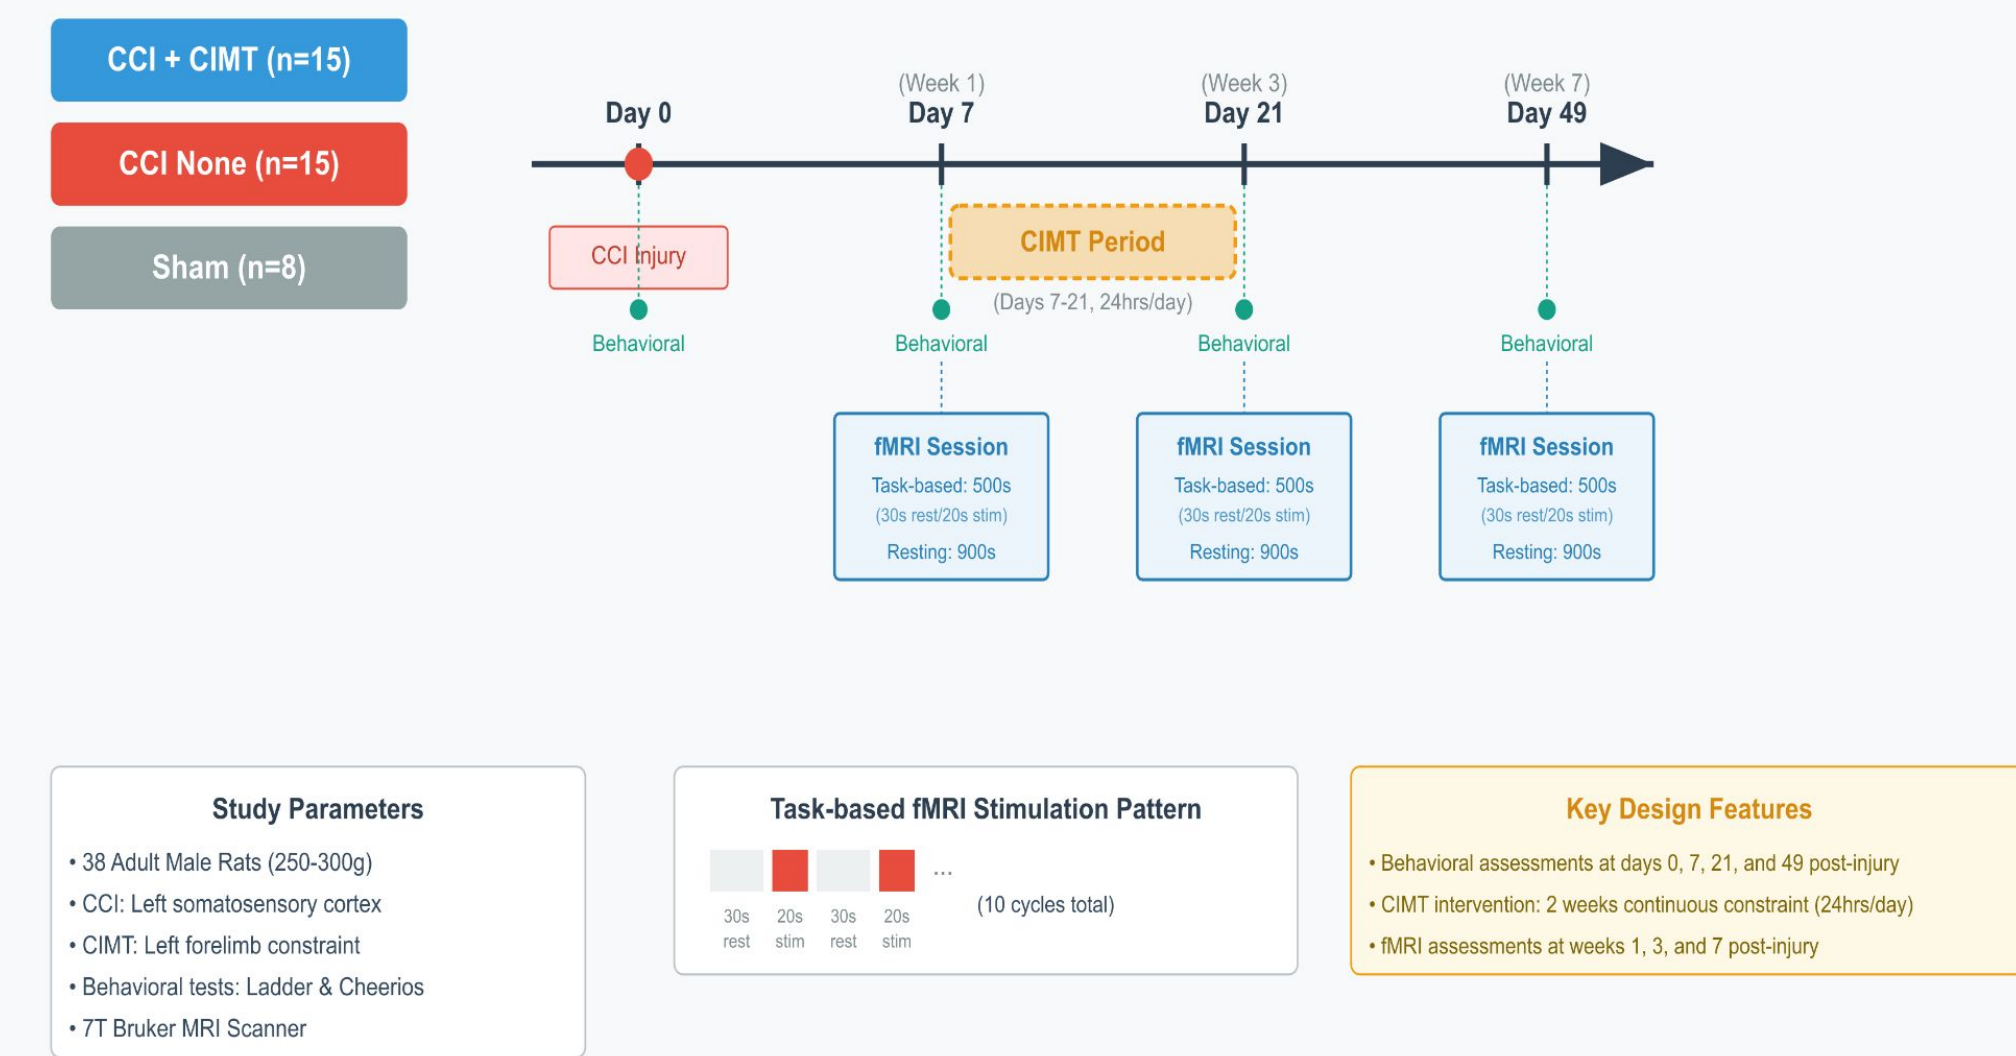 CCI + CIMT (n=15)
CCI None (n=15)
Sham (n=8)
(Week 1)
(Week 3)
(Week 7)
Day 0
Day 7
Day 21
Day 49
CCI Injury
CIMT Period
(Days 7-21, 24hrs/day)
Behavioral
Behavioral
Behavioral
Behavioral
fMRI Session
Task-based: 500s
(30s rest/20s stim)
Resting: 900s
fMRI Session
Task-based: 500s
(30s rest/20s stim)
Resting: 900s
fMRI Session
Task-based: 500s
(30s rest/20s stim)
Resting: 900s
Study Parameters
• 38 Adult Male Rats (250-300g)
• CCI: Left somatosensory cortex
• CIMT: Left forelimb constraint
• Behavioral tests: Ladder & Cheerios
• 7T Bruker MRI Scanner
Task-based fMRI Stimulation Pattern
...
30s rest
20s stim
30s rest
20s stim
(10 cycles total)
Key Design Features
• Behavioral assessments at days 0, 7, 21, and 49 post-injury
• CIMT intervention: 2 weeks continuous constraint (24hrs/day)
• fMRI assessments at weeks 1, 3, and 7 post-injury